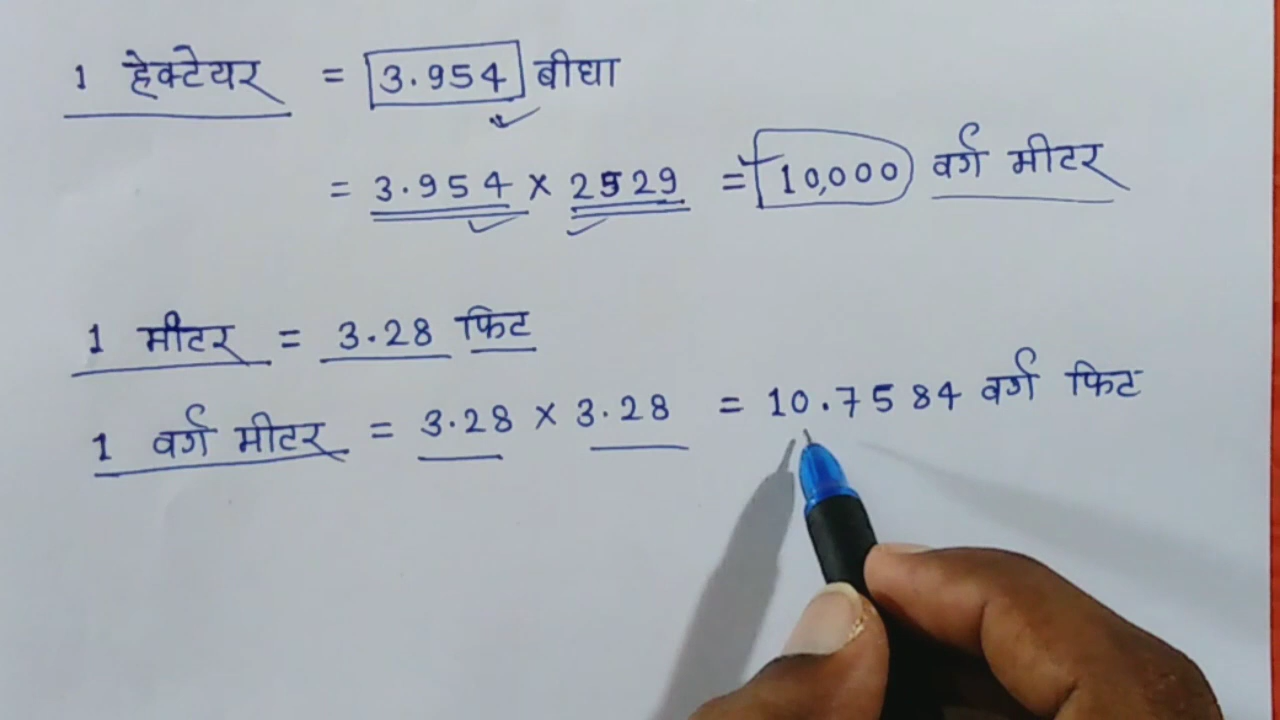 1 हेक्टेयर = 3.954 बीघा
= 3.954 × 2529 = 10,000 वर्ग मीटर
1 मीटर = 3.28 फिट
1 वर्ग मीटर = 3.28 × 3.28 = 10.7584 वर्ग फिट